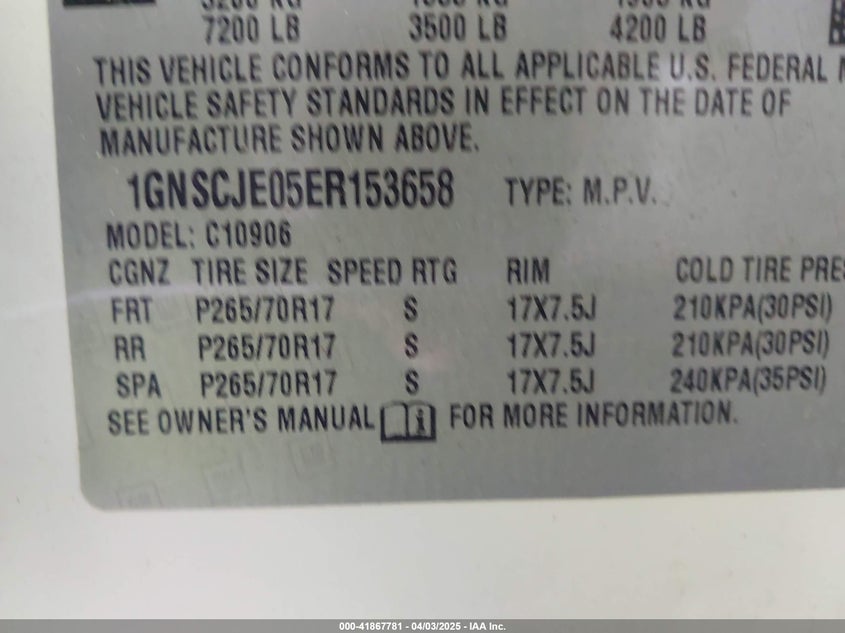 7200 LB 3500 LB 4200 LB
THIS VEHICLE CONFORMS TO ALL APPLICABLE U.S. FEDERAL
VEHICLE SAFETY STANDARDS IN EFFECT ON THE DATE OF
MANUFACTURE SHOWN ABOVE.
1GNSCJE05ER153658 TYPE: M.P.V.
MODEL: C10906
CGNZ TIRE SIZE SPEED RTG RIM COLD TIRE PRES
FRT P265/70R17 S 17X7.5J 210KPA(30PSI)
RR P265/70R17 S 17X7.5J 210KPA(30PSI)
SPA P265/70R17 S 17X7.5J 240KPA(35PSI)
SEE OWNER'S MANUAL i FOR MORE INFORMATION.
000-41867781 - 04/03/2025 - IAA Inc.